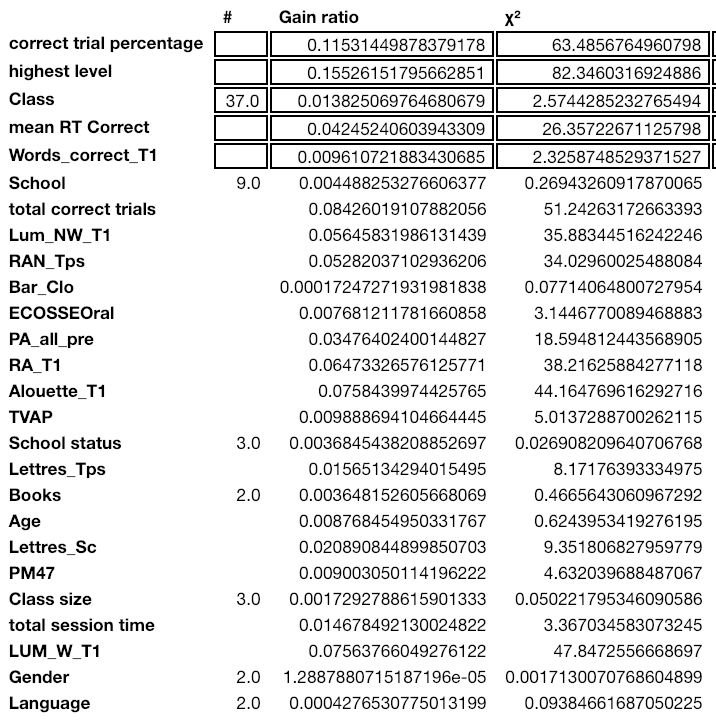 # Gain ratio χ²
correct trial percentage 0.11531449878379178 63.4856764960798
highest level 0.15526151795662851 82.3460316924886
Class 37.0 0.013825069764680679 2.5744285232765494
mean RT Correct 0.04245240603943309 26.35722671125798
Words_correct_T1 0.009610721883430685 2.3258748529371527
School 9.0 0.004488253276606377 0.26943260917870065
total correct trials 0.08426019107882056 51.24263172663393
Lum_NW_T1 0.05645831986131439 35.88344516242246
RAN_Tps 0.05282037102936206 34.02960025488084
Bar_Clo 0.00017247271931981838 0.07714064800727954
ECOSSEOral 0.007681211781660858 3.1446770089468883
PA_all_pre 0.03476402400144827 18.594812443568905
RA_T1 0.06473326576125771 38.21625884277118
Alouette_T1 0.0758439974425765 44.164769616292716
TVAP 0.009888694104664445 5.0137288700262115
School status 3.0 0.0036845438208852697 0.026908209640706768
Lettres_Tps 0.01565134294015495 8.17176393334975
Books 2.0 0.003648152605668069 0.4665643060967292
Age 0.008768454950331767 0.6243953419276195
Lettres_Sc 0.020890844899850703 9.351806827959779
PM47 0.009003050114196222 4.632039688487067
Class size 3.0 0.0017292788615901333 0.050221795346090586
total session time 0.014678492130024822 3.367034583073245
LUM_W_T1 0.07563766049276122 47.8472556668697
Gender 2.0 1.2887880715187196e-05 0.0017130070768604899
Language 2.0 0.0004276530775013199 0.09384661687050225